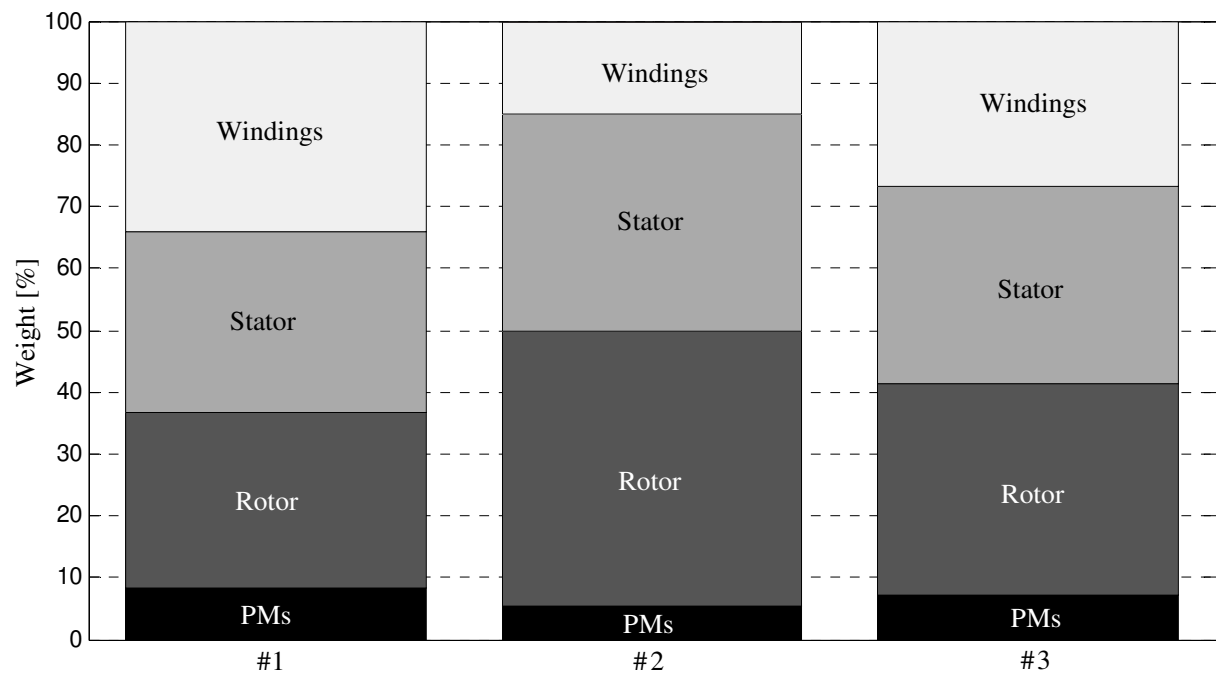 100
90
80
70
60
50
40
30
20
10
0
Weight [%]
Windings
Stator
Rotor
PMs
Windings
Stator
Rotor
PMs
Windings
Stator
Rotor
PMs
#1
#2
#3